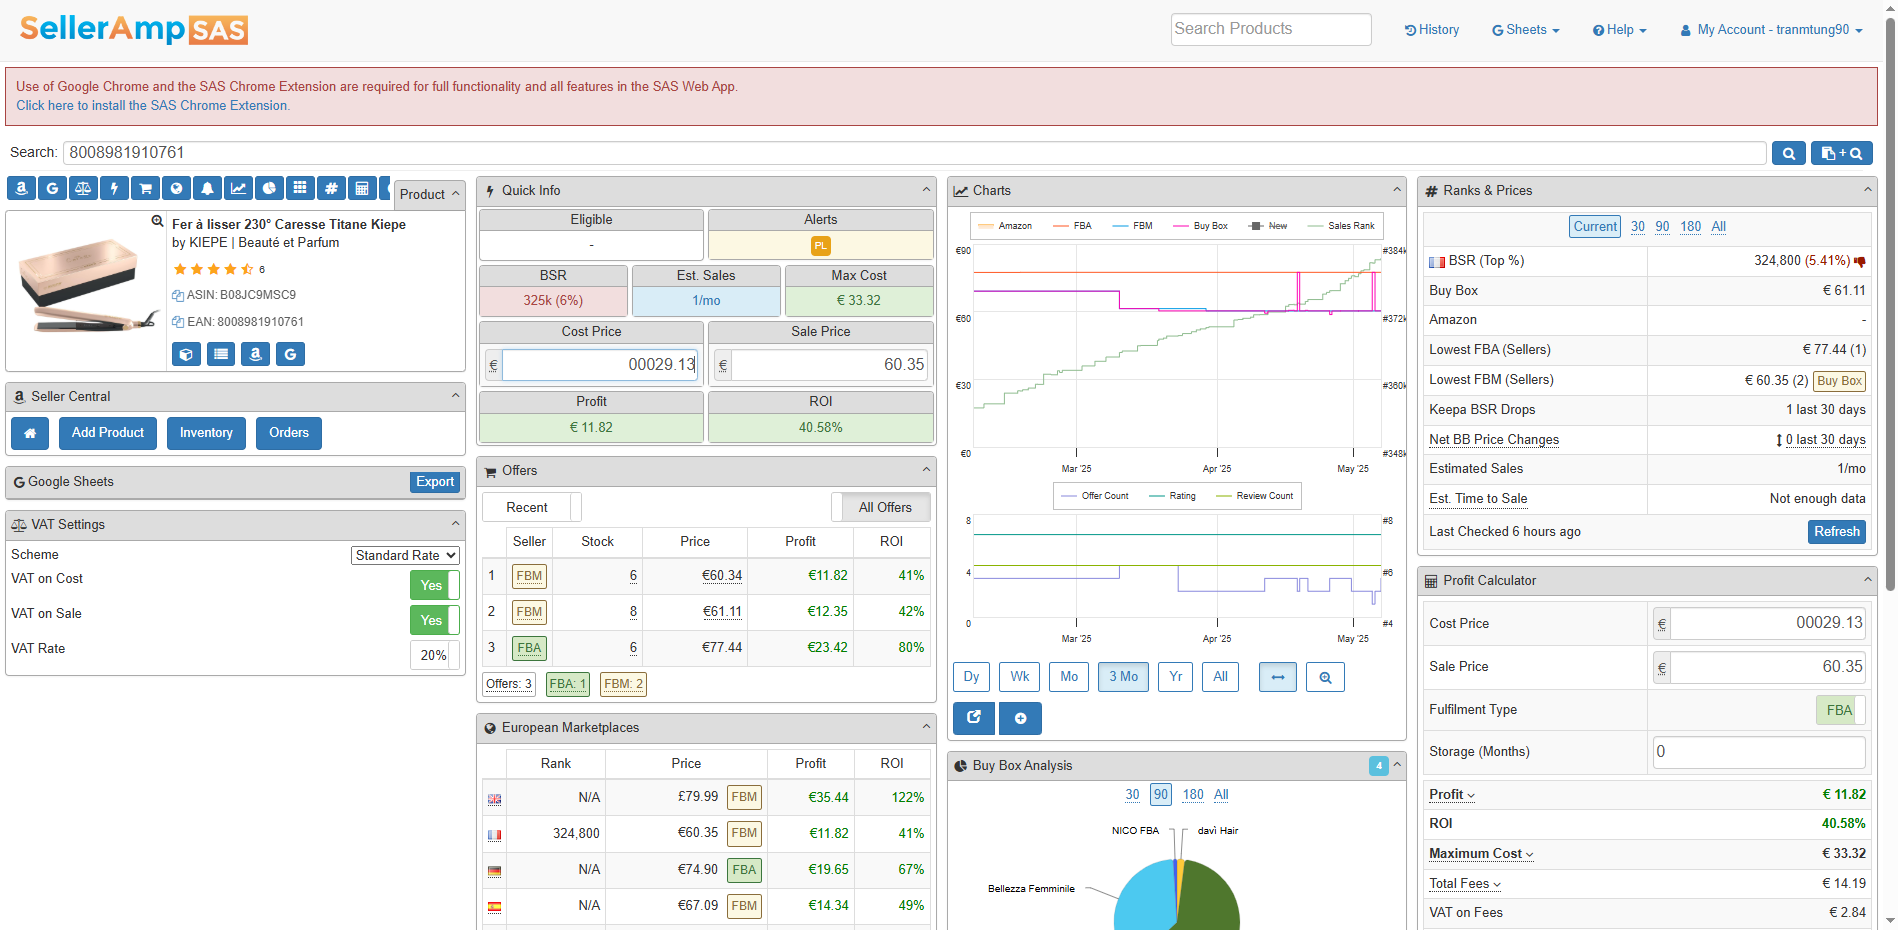 SellerAmp SAS
Search Products
History
Sheets
Help
My Account - tranmtung90
Use of Google Chrome and the SAS Chrome Extension are required for full functionality and all features in the SAS Web App.
Click here to install the SAS Chrome Extension.
Search: 8008981910761
Product
Fer à lisser 230° Caresse Titane Kiepe
by KIEPE | Beauté et Parfum
6
ASIN: B08JC9MSC9
EAN: 8008981910761
Seller Central
Add Product Inventory Orders
Google Sheets Export
VAT Settings
Scheme Standard Rate
VAT on Cost Yes
VAT on Sale Yes
VAT Rate 20%
Quick Info
Eligible Alerts
- PL
BSR Est. Sales Max Cost
325k (6%) 1/mo € 33.32
Cost Price Sale Price
€ 00029.13 € 60.35
Profit ROI
€ 11.82 40.58%
Offers
Recent All Offers
Seller Stock Price Profit ROI
1 FBM 6 €60.34 €11.82 41%
2 FBM 8 €61.11 €12.35 42%
3 FBA 6 €77.44 €23.42 80%
Offers: 3 FBA: 1 FBM: 2
European Marketplaces
Rank Price Profit ROI
N/A £79.99 FBM €35.44 122%
324,800 €60.35 FBM €11.82 41%
N/A €74.90 FBA €19.65 67%
N/A €67.09 FBM €14.34 49%
Charts
Amazon FBA FBM Buy Box New Sales Rank
€90 #384k
€60 #372k
€30 #360k
€0 #348k
Mar '25 Apr '25 May '25
Offer Count Rating Review Count
8 #8
4 #6
0 #4
Mar '25 Apr '25 May '25
Dy Wk Mo 3 Mo Yr All
Buy Box Analysis 4
30 90 180 All
NICO FBA davì Hair
Bellezza Femminile
Ranks & Prices
Current 30 90 180 All
BSR (Top %) 324,800 (5.41%)
Buy Box € 61.11
Amazon -
Lowest FBA (Sellers) € 77.44 (1)
Lowest FBM (Sellers) € 60.35 (2) Buy Box
Keepa BSR Drops 1 last 30 days
Net BB Price Changes 0 last 30 days
Estimated Sales 1/mo
Est. Time to Sale Not enough data
Last Checked 6 hours ago Refresh
Profit Calculator
Cost Price € 00029.13
Sale Price € 60.35
Fulfilment Type FBA
Storage (Months) 0
Profit € 11.82
ROI 40.58%
Maximum Cost € 33.32
Total Fees € 14.19
VAT on Fees € 2.84